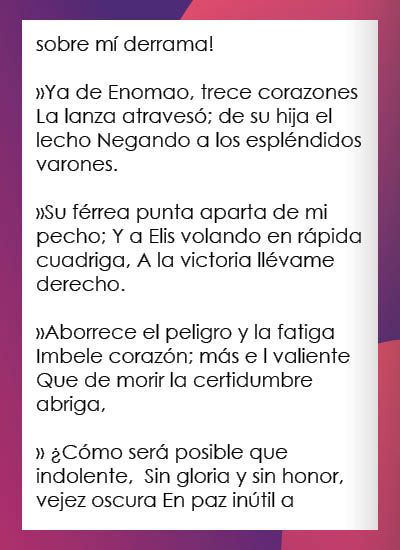 sobre mí derrama!
»Ya de Enomao, trece corazones
La lanza atravesó; de su hija el
lecho Negando a los espléndidos
varones.
»Su férrea punta aparta de mi
pecho; Y a Elis volando en rápida
cuadriga, A la victoria llévame
derecho.
»Aborrece el peligro y la fatiga
Imbele corazón; más e l valiente
Que de morir la certidumbre
abriga,
» ¿Cómo será posible que
indolente,  Sin gloria y sin honor,
vejez oscura En paz inútil a